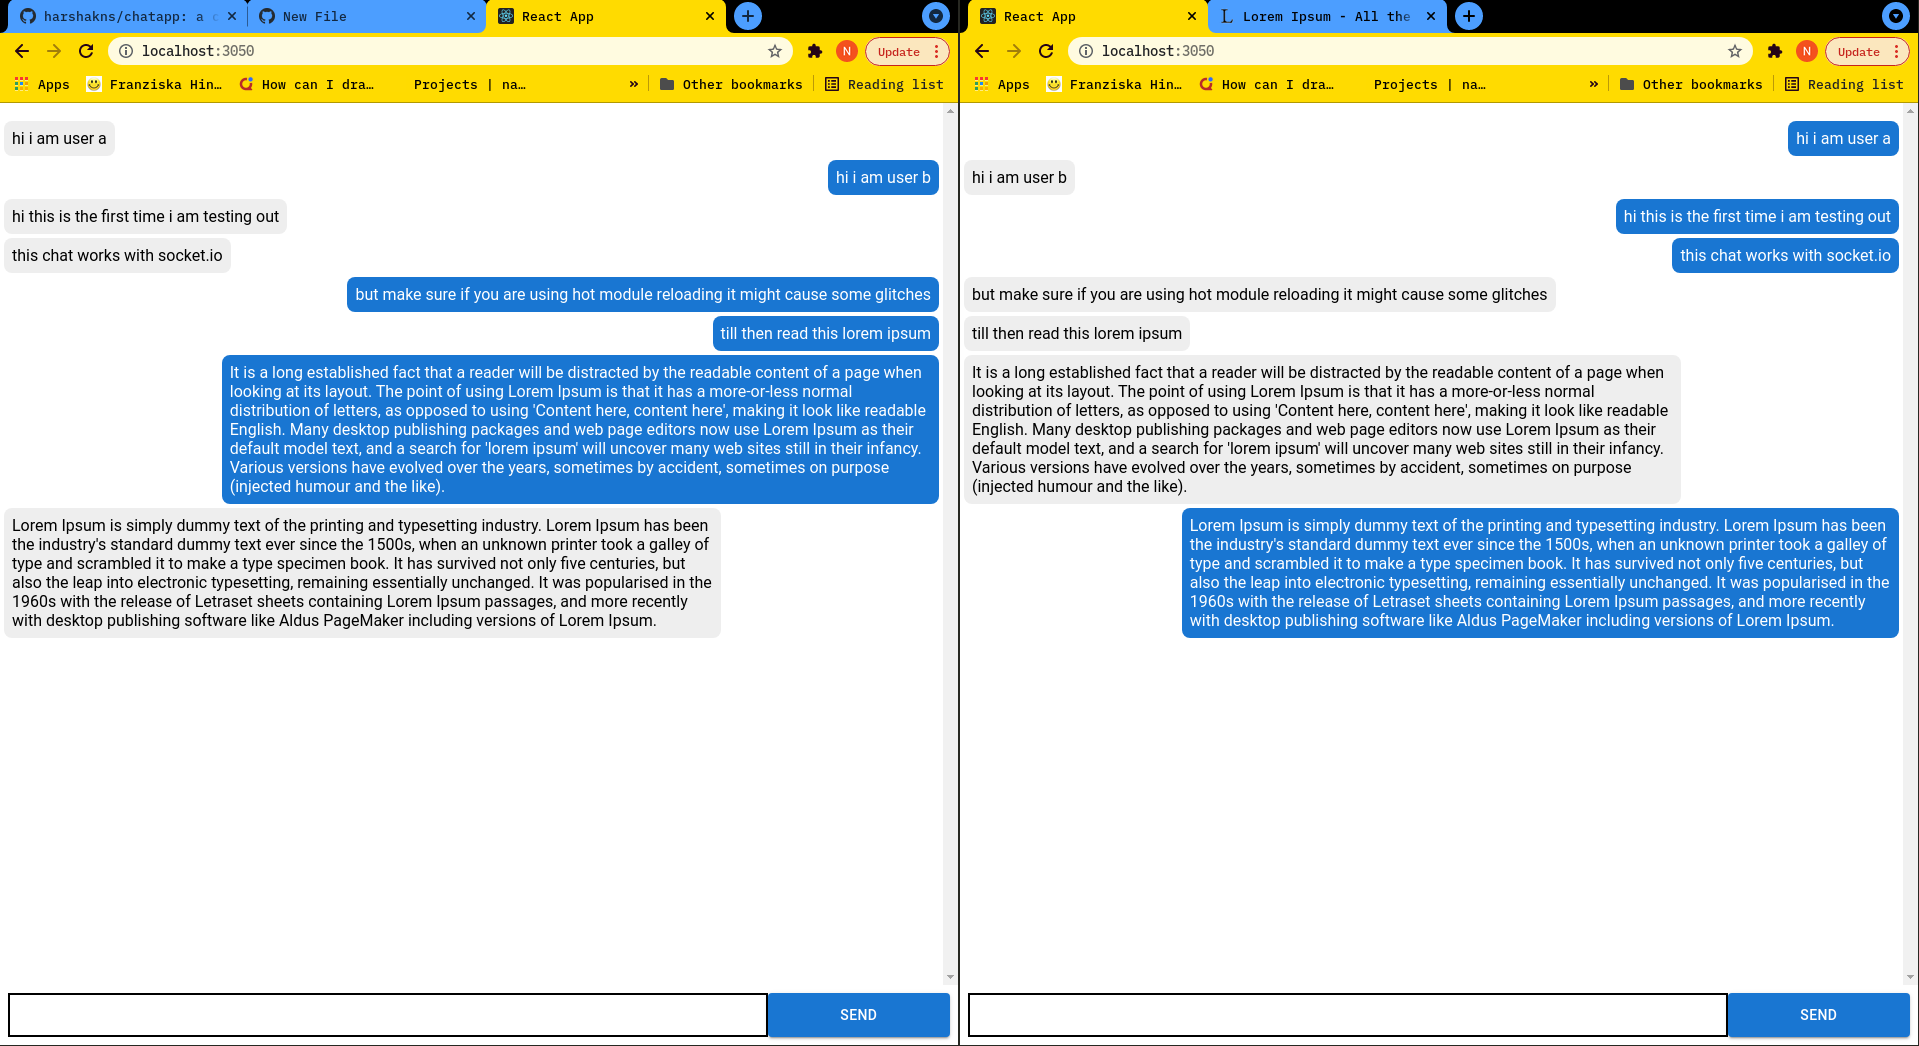 harshakns/chatapp: a c
New File
React App
localhost:3050
N
Update
Apps
Franziska Hin…
How can I dra…
Projects | na…
»
Other bookmarks
Reading list
hi i am user a
hi i am user b
hi this is the first time i am testing out
this chat works with socket.io
but make sure if you are using hot module reloading it might cause some glitches
till then read this lorem ipsum
It is a long established fact that a reader will be distracted by the readable content of a page when
looking at its layout. The point of using Lorem Ipsum is that it has a more-or-less normal
distribution of letters, as opposed to using 'Content here, content here', making it look like readable
English. Many desktop publishing packages and web page editors now use Lorem Ipsum as their
default model text, and a search for 'lorem ipsum' will uncover many web sites still in their infancy.
Various versions have evolved over the years, sometimes by accident, sometimes on purpose
(injected humour and the like).
Lorem Ipsum is simply dummy text of the printing and typesetting industry. Lorem Ipsum has been
the industry's standard dummy text ever since the 1500s, when an unknown printer took a galley of
type and scrambled it to make a type specimen book. It has survived not only five centuries, but
also the leap into electronic typesetting, remaining essentially unchanged. It was popularised in the
1960s with the release of Letraset sheets containing Lorem Ipsum passages, and more recently
with desktop publishing software like Aldus PageMaker including versions of Lorem Ipsum.
SEND
React App
L
Lorem Ipsum - All the
localhost:3050
N
Update
Apps
Franziska Hin…
How can I dra…
Projects | na…
»
Other bookmarks
Reading list
hi i am user a
hi i am user b
hi this is the first time i am testing out
this chat works with socket.io
but make sure if you are using hot module reloading it might cause some glitches
till then read this lorem ipsum
It is a long established fact that a reader will be distracted by the readable content of a page when
looking at its layout. The point of using Lorem Ipsum is that it has a more-or-less normal
distribution of letters, as opposed to using 'Content here, content here', making it look like readable
English. Many desktop publishing packages and web page editors now use Lorem Ipsum as their
default model text, and a search for 'lorem ipsum' will uncover many web sites still in their infancy.
Various versions have evolved over the years, sometimes by accident, sometimes on purpose
(injected humour and the like).
Lorem Ipsum is simply dummy text of the printing and typesetting industry. Lorem Ipsum has been
the industry's standard dummy text ever since the 1500s, when an unknown printer took a galley of
type and scrambled it to make a type specimen book. It has survived not only five centuries, but
also the leap into electronic typesetting, remaining essentially unchanged. It was popularised in the
1960s with the release of Letraset sheets containing Lorem Ipsum passages, and more recently
with desktop publishing software like Aldus PageMaker including versions of Lorem Ipsum.
SEND